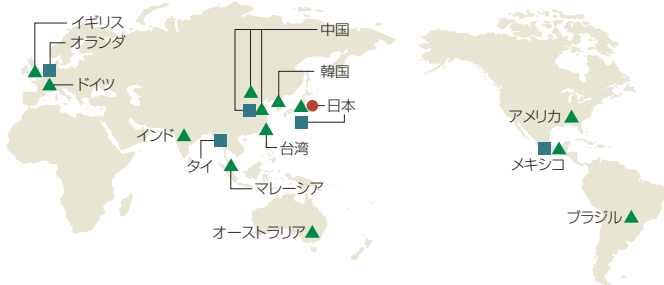 イギリス
オランダ
ドイツ
中国
韓国
日本
インド
タイ
台湾
マレーシア
オーストラリア
アメリカ
メキシコ
ブラジル